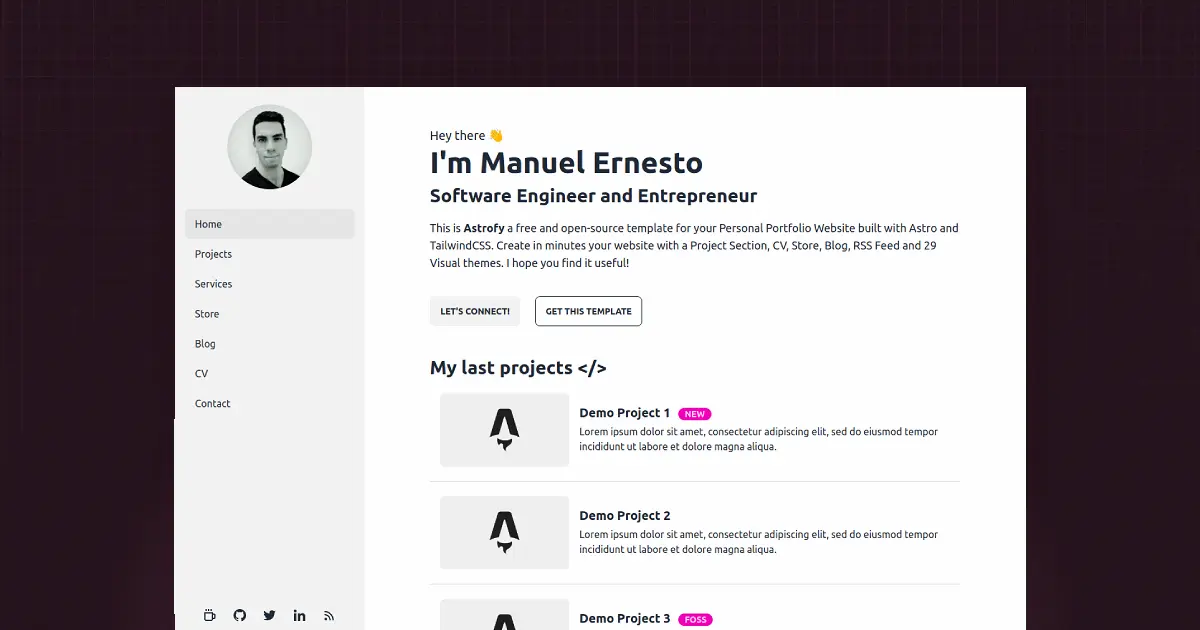 Home
Projects
Services
Store
Blog
CV
Contact
Hey there 👋
I'm Manuel Ernesto
Software Engineer and Entrepreneur
This is Astrofy a free and open-source template for your Personal Portfolio Website built with Astro and
TailwindCSS. Create in minutes your website with a Project Section, CV, Store, Blog, RSS Feed and 29
Visual themes. I hope you find it useful!
LET'S CONNECT!
GET THIS TEMPLATE
My last projects </>
Demo Project 1 NEW
Lorem ipsum dolor sit amet, consectetur adipiscing elit, sed do eiusmod tempor
incididunt ut labore et dolore magna aliqua.
Demo Project 2
Lorem ipsum dolor sit amet, consectetur adipiscing elit, sed do eiusmod tempor
incididunt ut labore et dolore magna aliqua.
Demo Project 3 FOSS